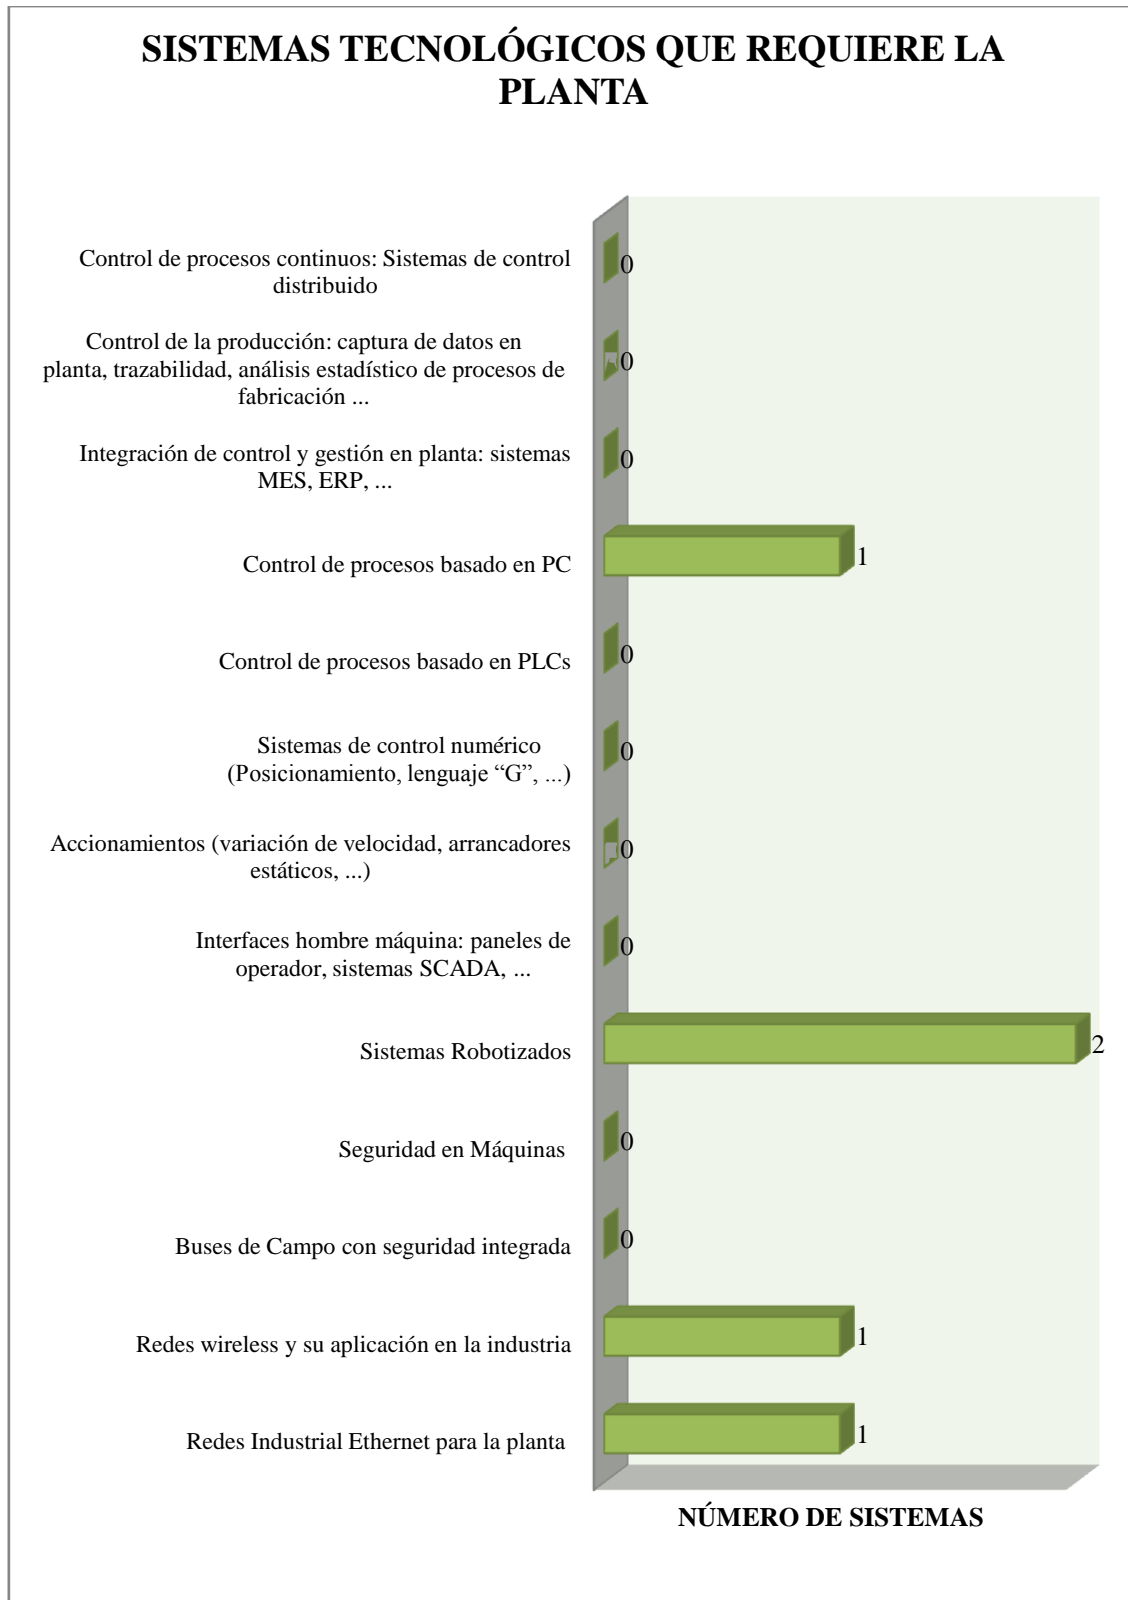 SISTEMAS TECNOLÓGICOS QUE REQUIERE LA
PLANTA
Control de procesos continuos: Sistemas de control
distribuido
0
Control de la producción: captura de datos en
planta, trazabilidad, análisis estadístico de procesos de
fabricación ...
0
Integración de control y gestión en planta: sistemas
MES, ERP, ...
0
Control de procesos basado en PC
1
Control de procesos basado en PLCs
0
Sistemas de control numérico
(Posicionamiento, lenguaje “G”, ...)
0
Accionamientos (variación de velocidad, arrancadores
estáticos, ...)
0
Interfaces hombre máquina: paneles de
operador, sistemas SCADA, ...
0
Sistemas Robotizados
2
Seguridad en Máquinas
0
Buses de Campo con seguridad integrada
0
Redes wireless y su aplicación en la industria
1
Redes Industrial Ethernet para la planta
1
NÚMERO DE SISTEMAS